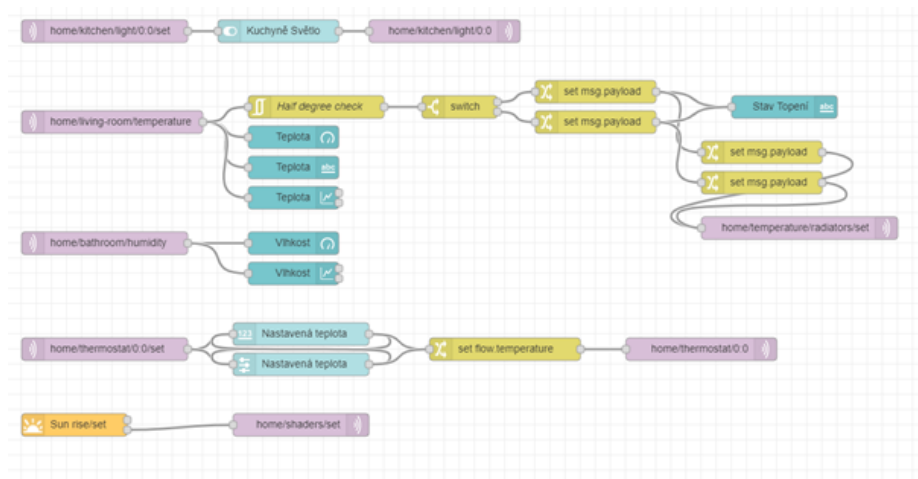 home/kitchen/light/0:0/set
Kuchyně Světlo
home/kitchen/light/0:0
home/living-room/temperature
Half degree check
switch
set msg.payload
set msg.payload
Stav Topení
abc
set msg.payload
set msg.payload
home/temperature/radiators/set
Teplota
Teplota
abc
Teplota
home/bathroom/humidity
Vlhkost
Vlhkost
home/thermostat/0:0/set
123
Nastavená teplota
Nastavená teplota
set flow.temperature
home/thermostat/0:0
Sun rise/set
home/shaders/set